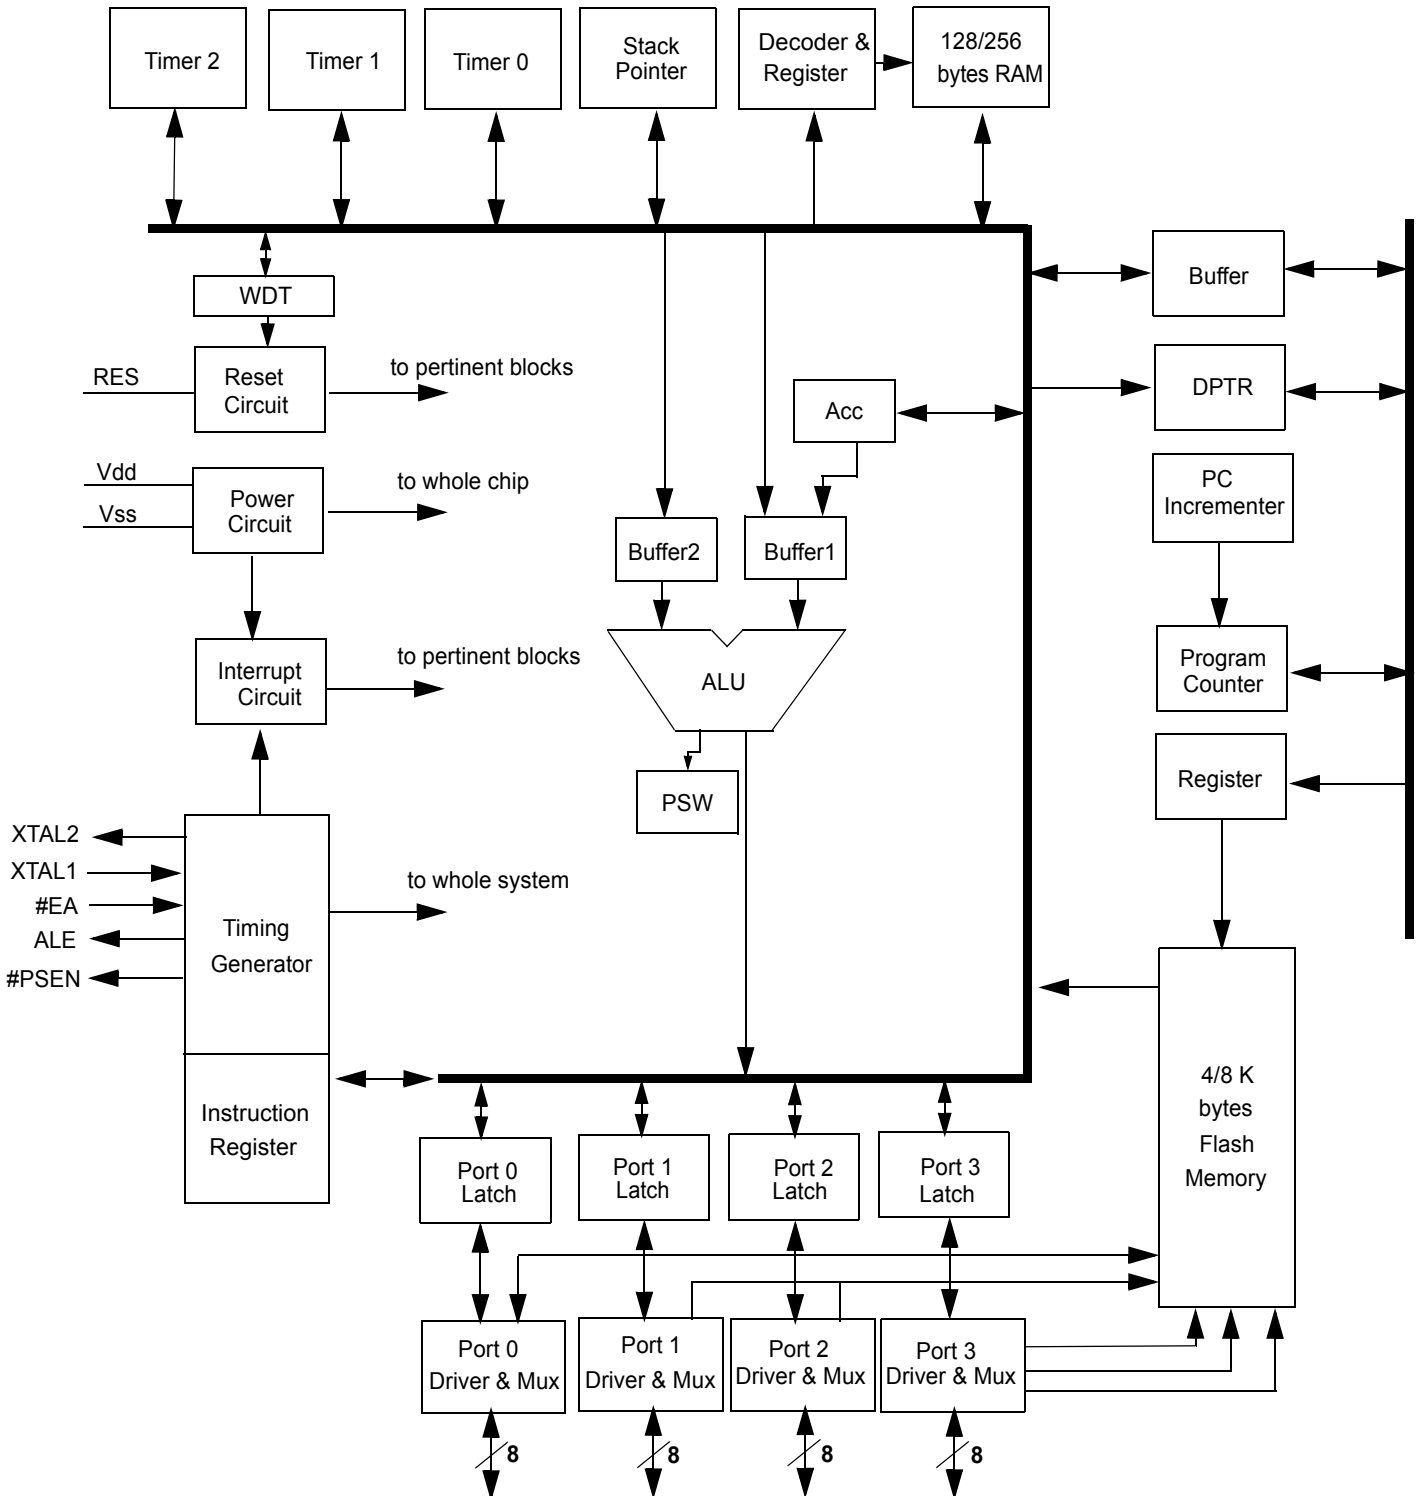 Timer 2
Timer 1
Timer 0
Stack
Pointer
Decoder &
Register
128/256
bytes RAM
WDT
Buffer
RES
Reset
Circuit
to pertinent blocks
Acc
DPTR
Vdd
Vss
Power
Circuit
to whole chip
PC
Incrementer
Buffer2
Buffer1
Interrupt
Circuit
to pertinent blocks
ALU
Program
Counter
PSW
Register
XTAL2
XTAL1
#EA
ALE
#PSEN
Timing
Generator
to whole system
Instruction
Register
4/8 K
bytes
Flash
Memory
Port 0
Latch
Port 1
Latch
Port 2
Latch
Port 3
Latch
Port 0
Driver & Mux
Port 1
Driver & Mux
Port 2
Driver & Mux
Port 3
Driver & Mux
8
8
8
8